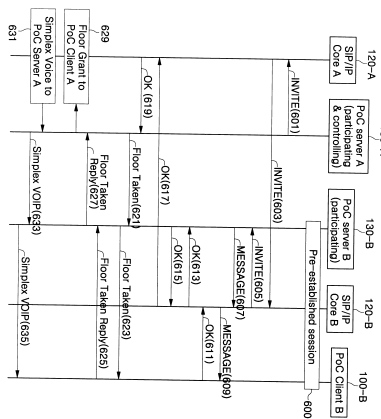 120-A
SIP/IP
Core A
PoC server A
(participating
& controlling)
130-B
PoC server B
(participating)
120-B
SIP/IP
Core B
100-B
PoC Client B
Pre-established session
600
INVITE(601)
INVITE(603)
INVITE(605)
MESSAGE(607)
MESSAGE(609)
OK(611)
OK(613)
OK(615)
OK(617)
OK (619)
Floor Taken(621)
Floor Taken(623)
Floor Taken Reply(625)
Floor Taken
Reply(627)
629
Floor Grant to
PoC Client A
631
Simplex Voice to
PoC Server A
Simplex VOIP(633)
Simplex VOIP(635)